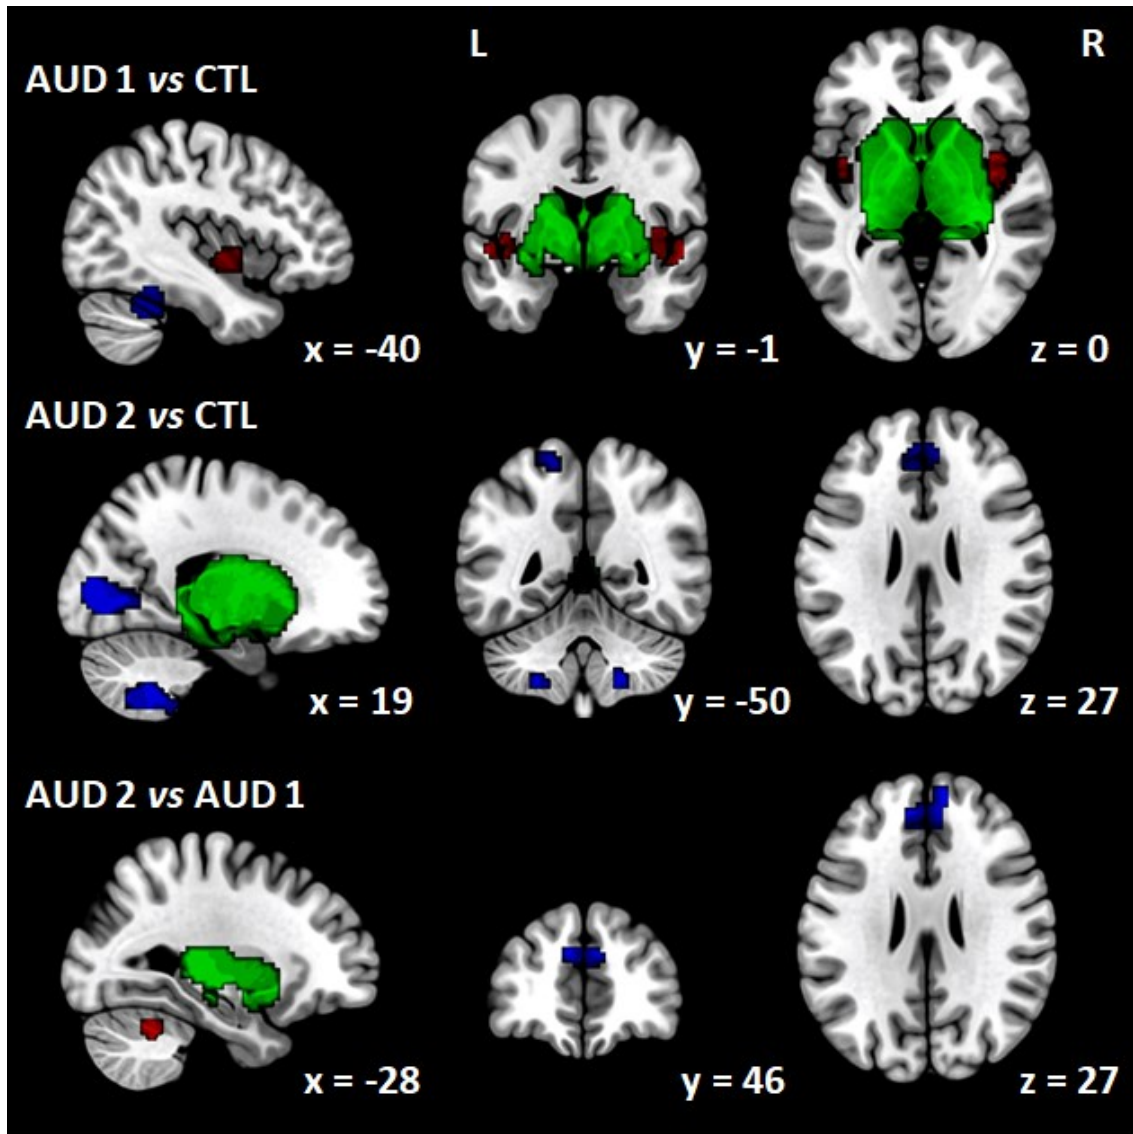 L
R
AUD 1 vs CTL
x = -40
y = -1
z = 0
AUD 2 vs CTL
x = 19
y = -50
z = 27
AUD 2 vs AUD 1
x = -28
y = 46
z = 27